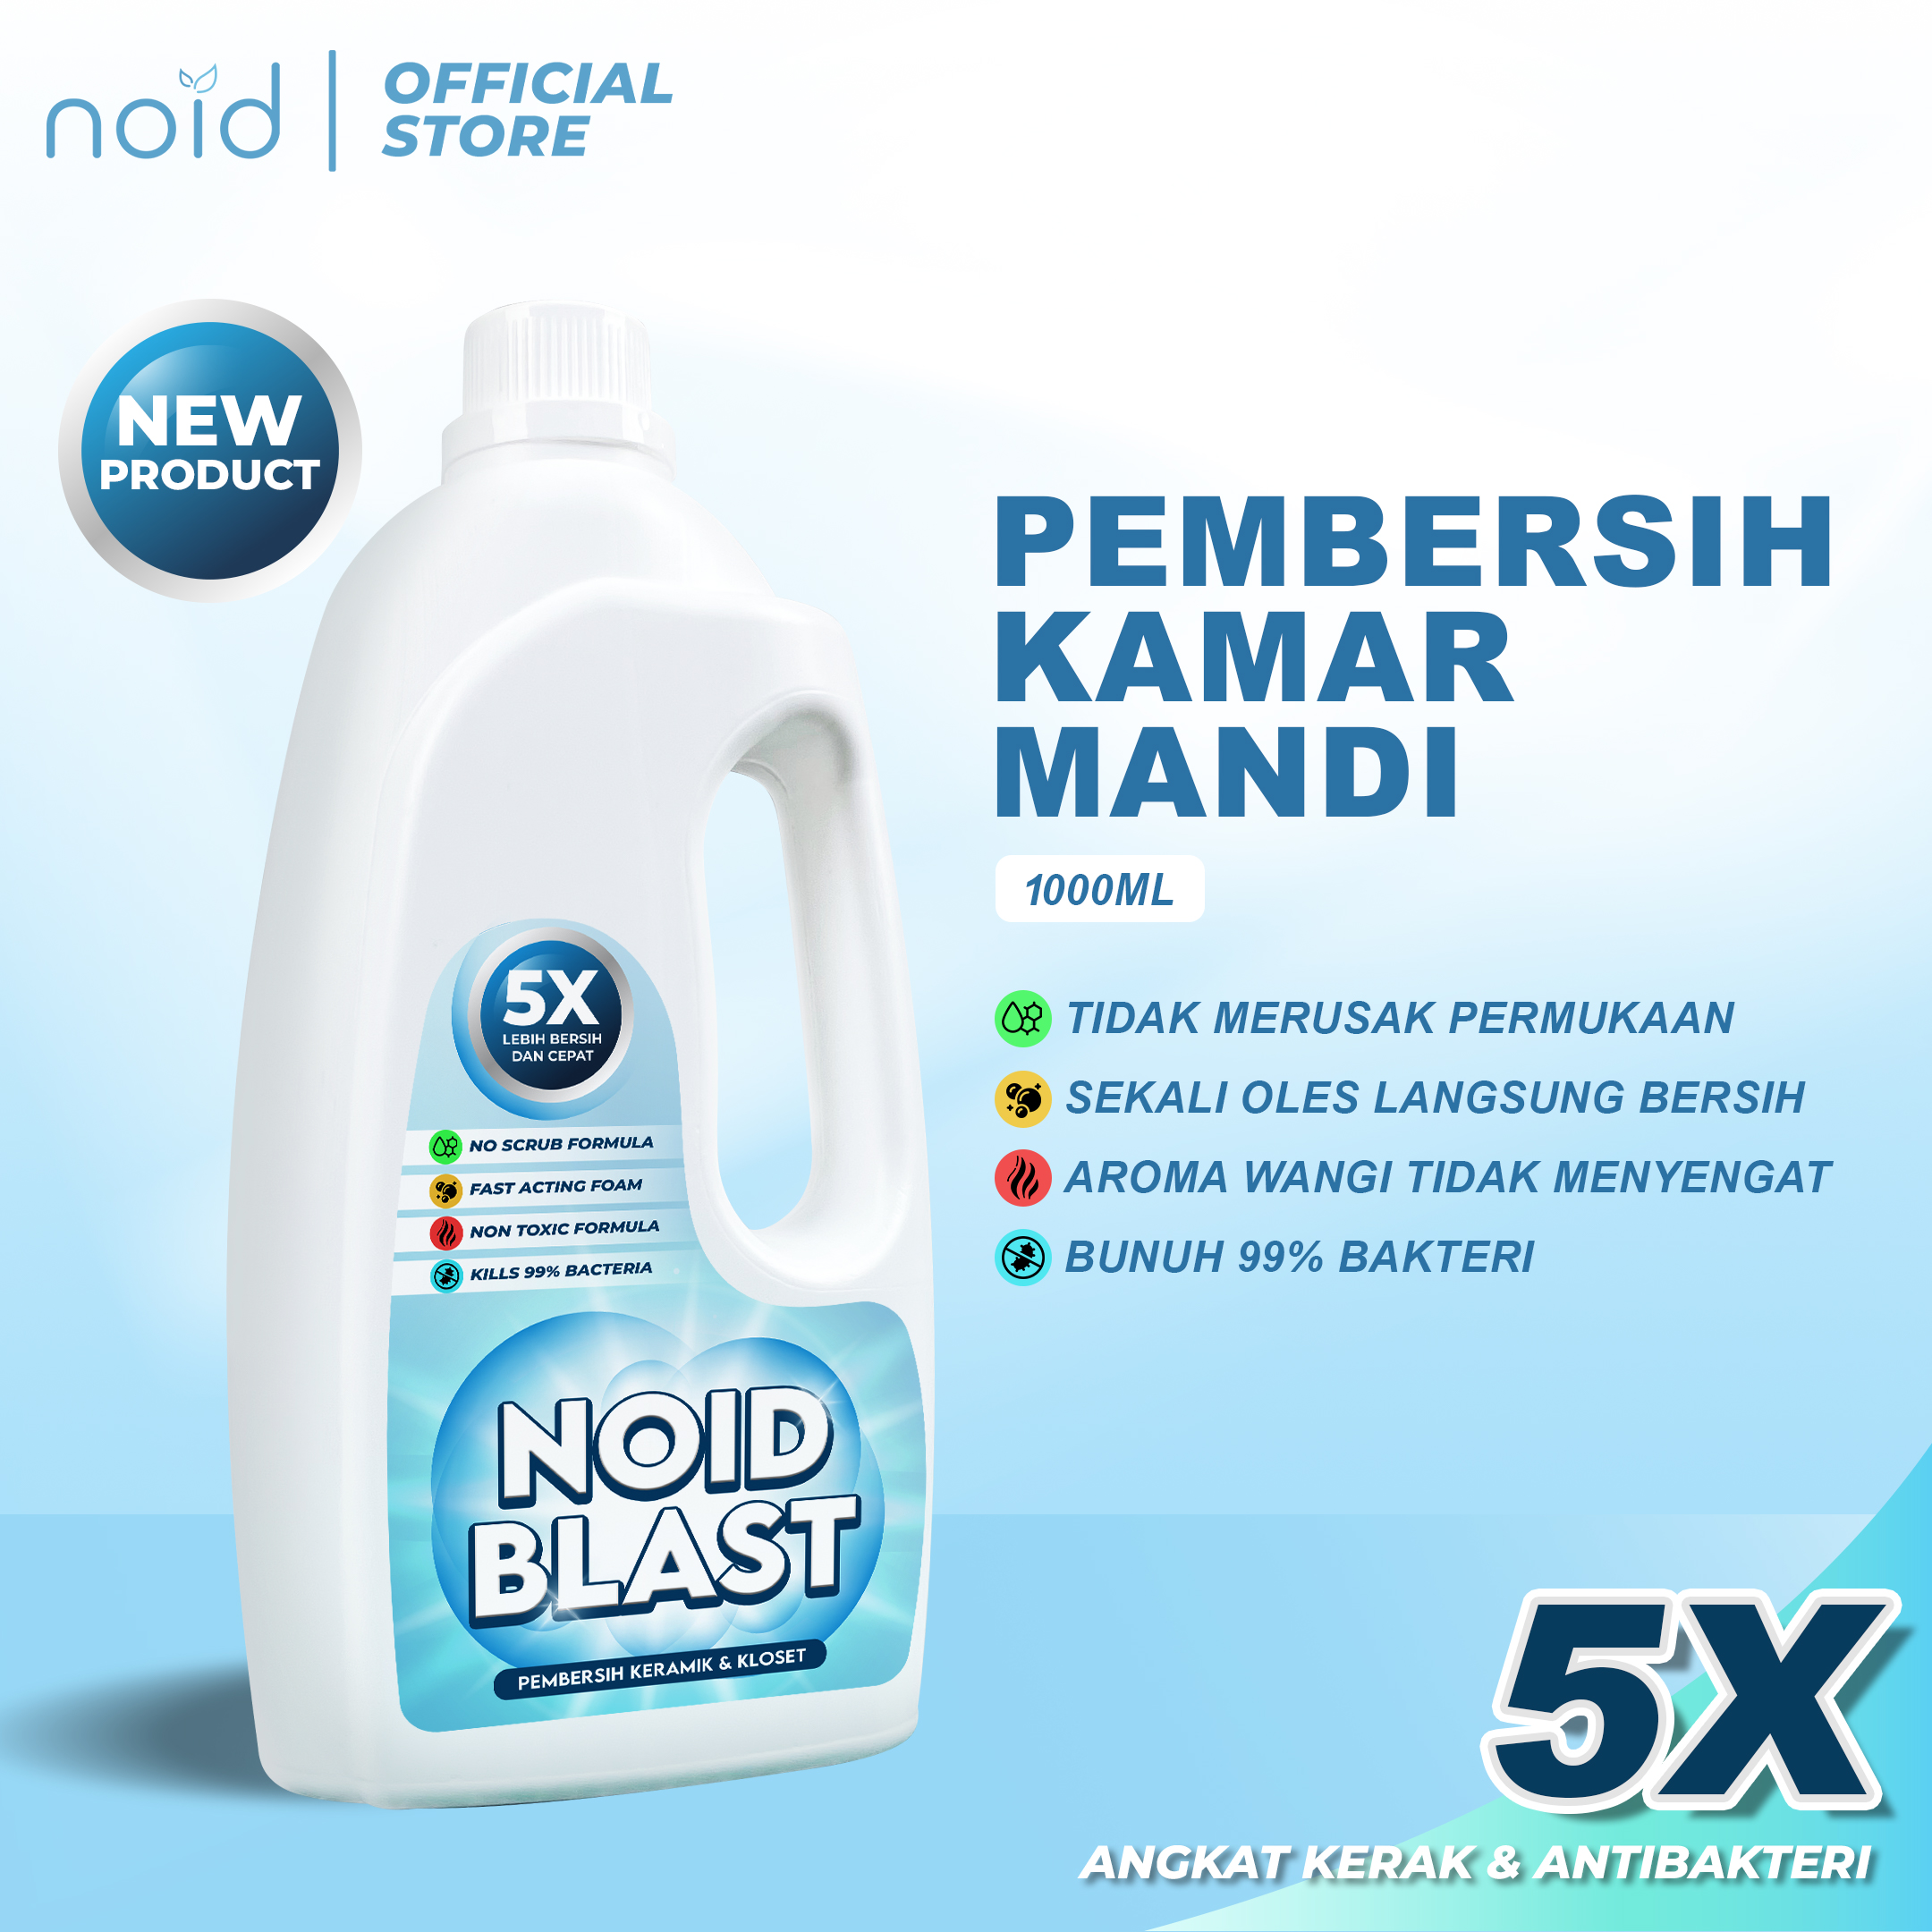 noid
OFFICIAL
STORE
NEW
PRODUCT
PEMBERSIH
KAMAR
MANDI
1000ML
TIDAK MERUSAK PERMUKAAN
SEKALI OLES LANGSUNG BERSIH
AROMA WANGI TIDAK MENYENGAT
BUNUH 99% BAKTERI
5X
LEBIH BERSIH
DAN CEPAT
NO SCRUB FORMULA
FAST ACTING FOAM
NON TOXIC FORMULA
KILLS 99% BACTERIA
NOID
BLAST
PEMBERSIH KERAMIK & KLOSET
5X
ANGKAT KERAK & ANTIBAKTERI